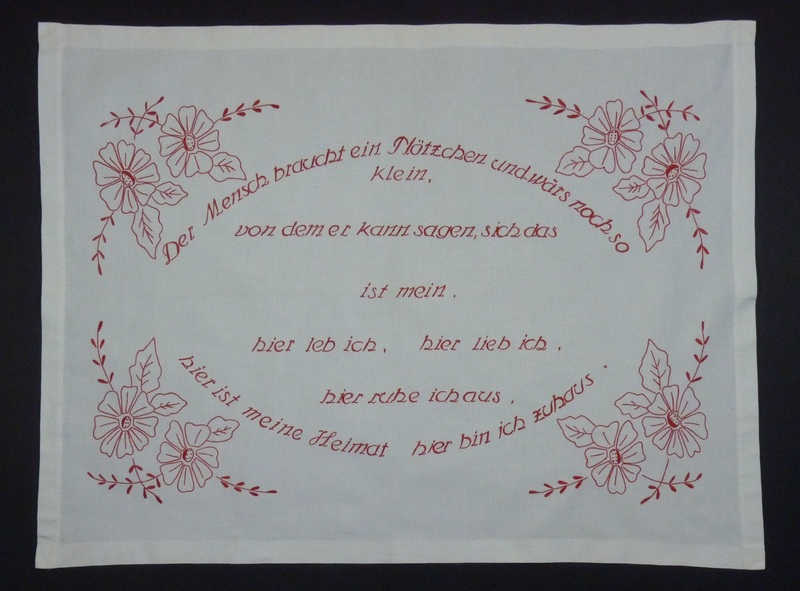 Der Mensch braucht ein Plätzchen und wärs noch so
klein,
von dem er kann sagen, sich das
ist mein.
hier leb ich, hier lieb ich,
hier ruhe ich aus,
hier ist meine Heimat hier bin ich zuhaus.